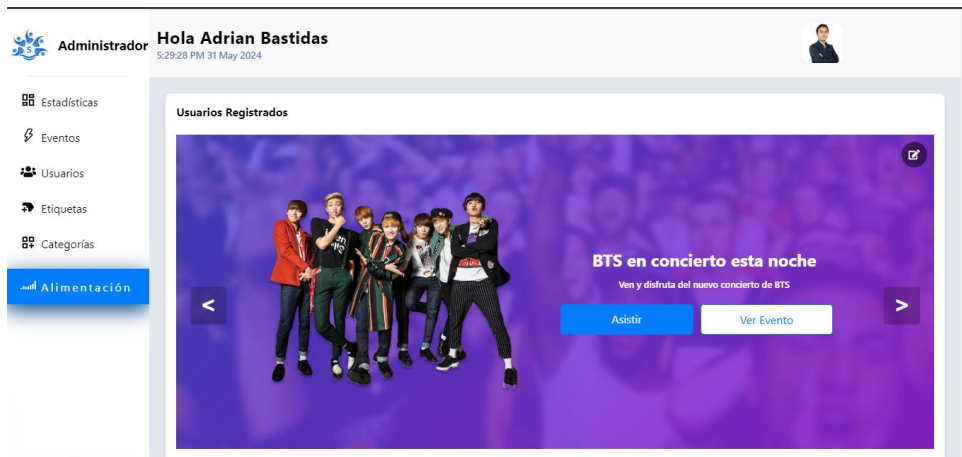 Administrador
Hola Adrian Bastidas
5:29:28 PM 31 May 2024
Estadísticas
Eventos
Usuarios
Etiquetas
Categorías
Alimentación
Usuarios Registrados
BTS en concierto esta noche
Ven y disfruta del nuevo concierto de BTS
Asistir
Ver Evento
<
>